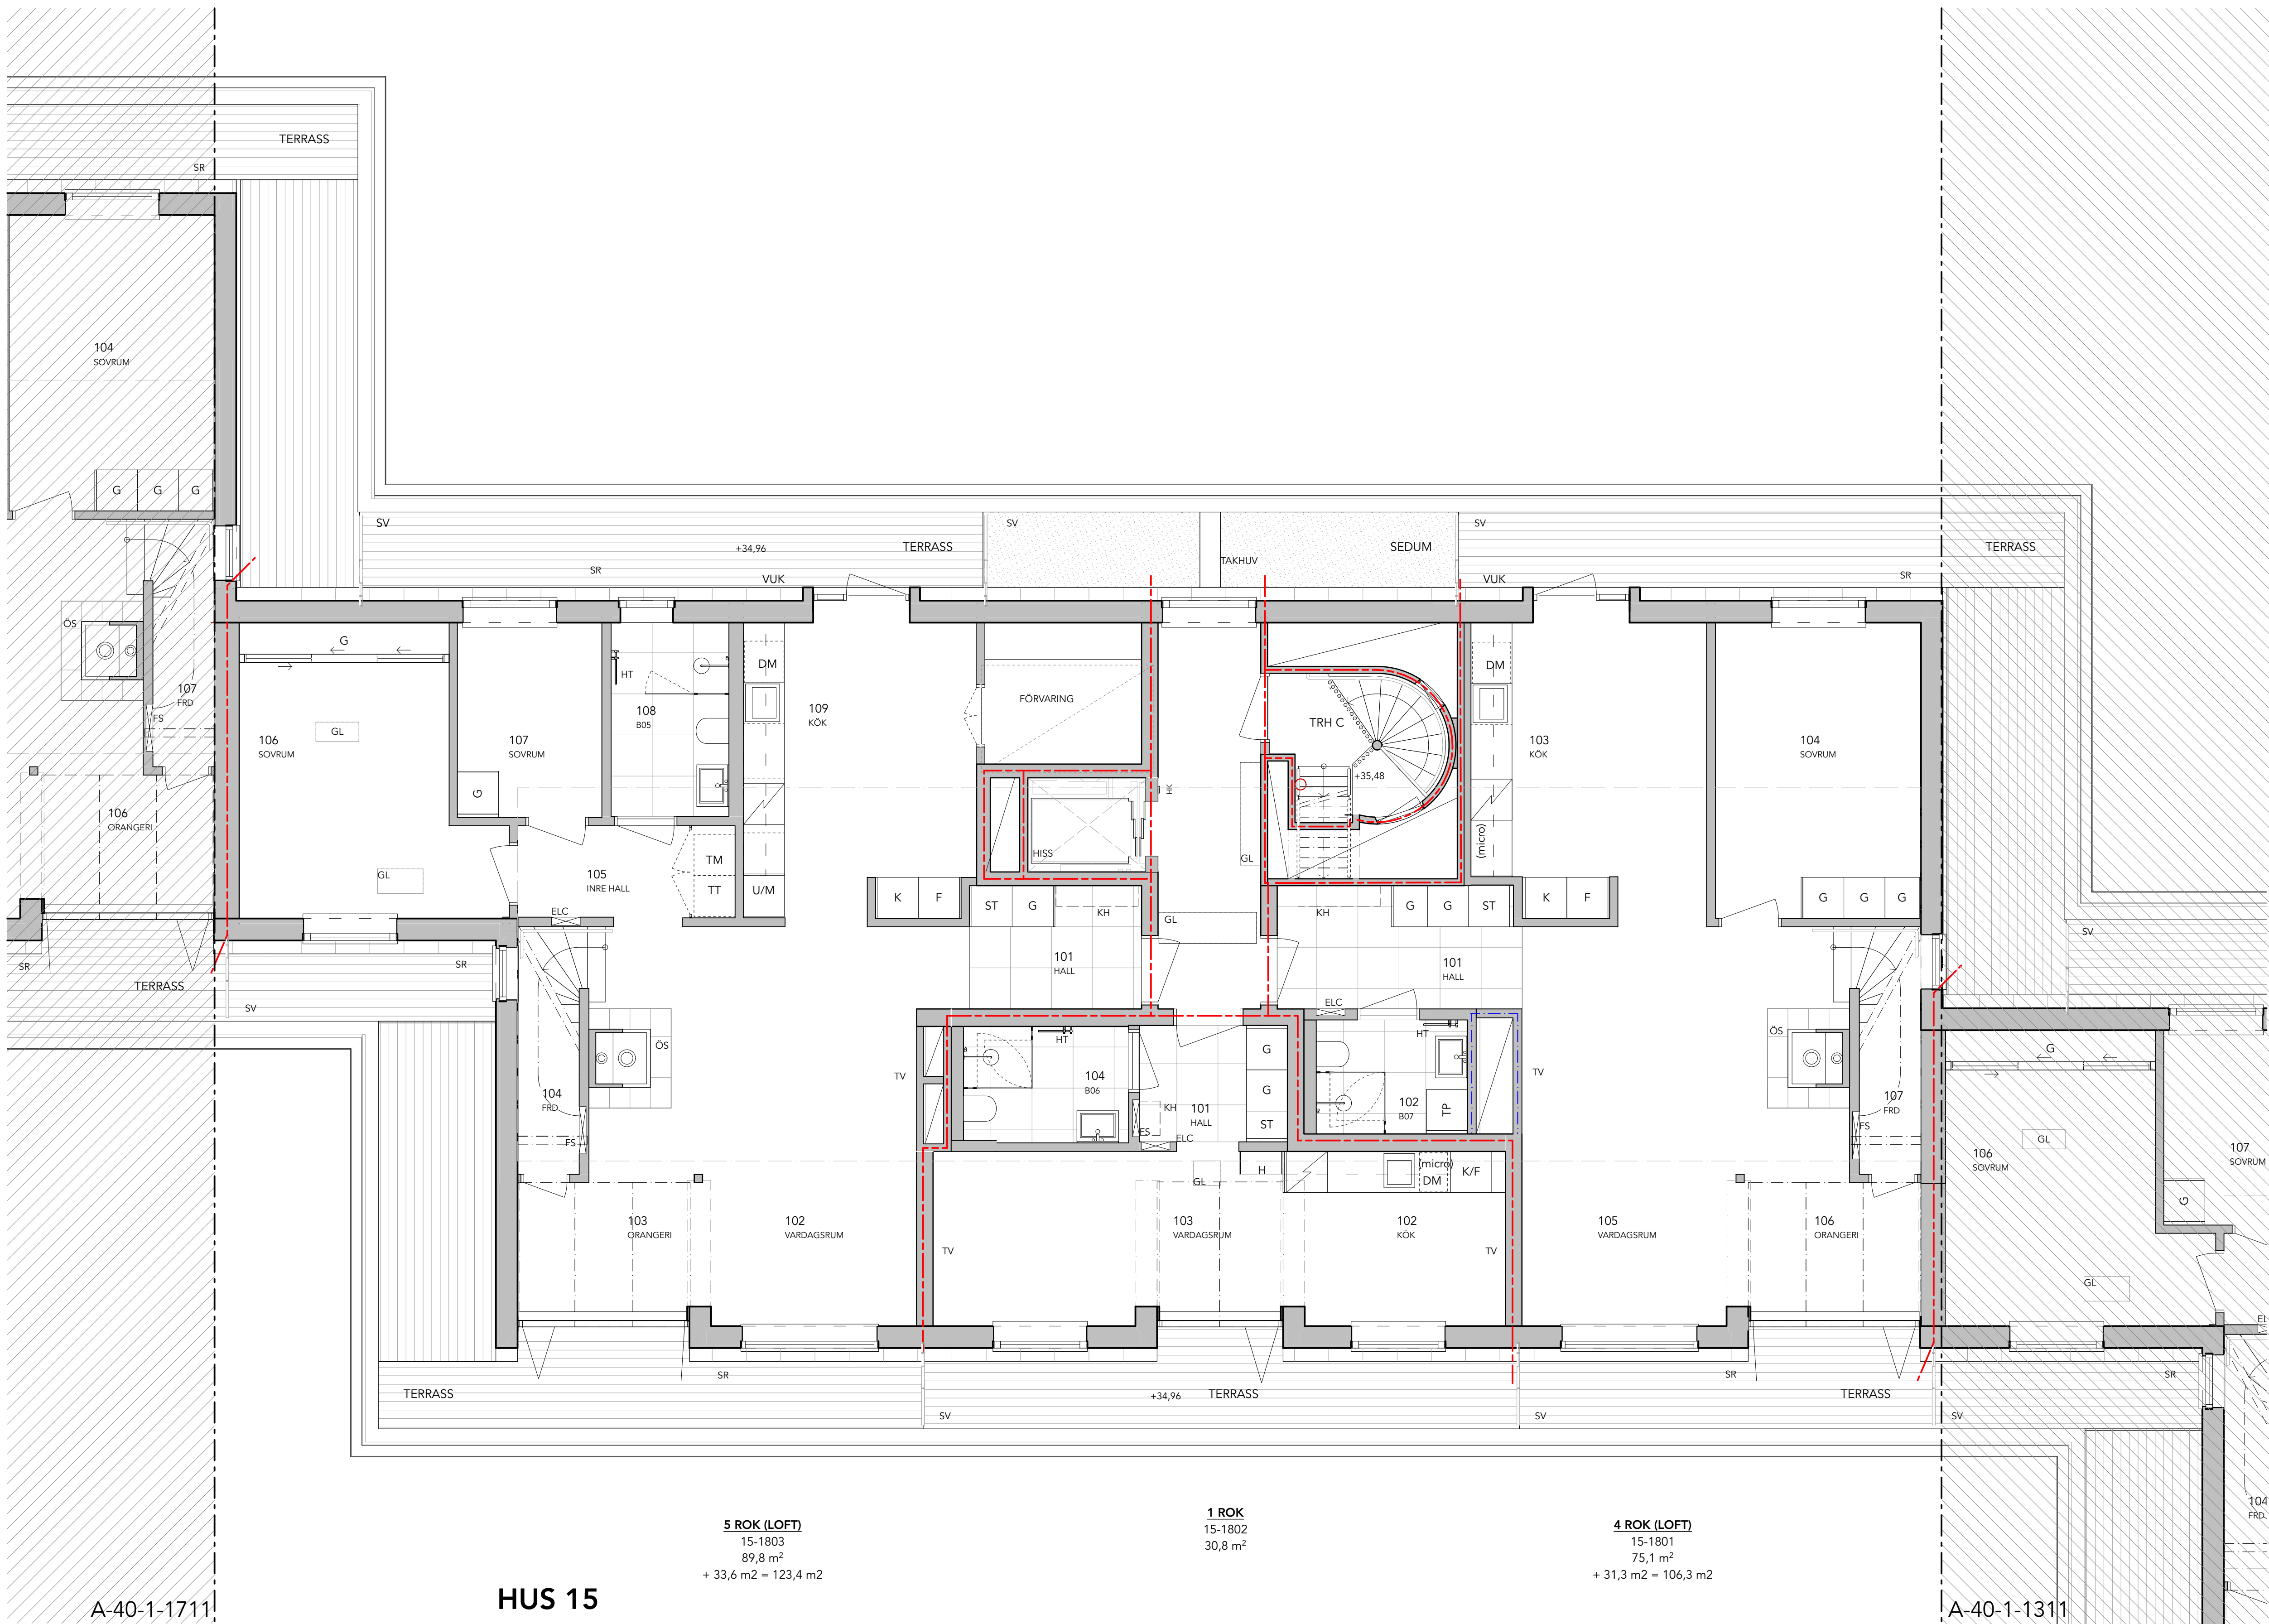 TERRASS
SR
104
SOVRUM
G
G
G
SV
+34,96
TERRASS
SR
VUK
SV
TAKHUV
SEDUM
SV
VUK
TERRASS
SR
ÖS
107
FRD
FS
106
ORANGERI
SR
TERRASS
SV
G
GL
106
SOVRUM
GL
107
SOVRUM
G
HT
108
B05
DM
109
KÖK
FÖRVARING
TM
TT
U/M
105
INRE HALL
ELC
K
F
HISS
HK
ST
G
KH
GL
GL
TRH C
+35,48
DM
103
KÖK
(micro)
104
SOVRUM
KH
G
G
ST
K
F
G
G
G
SR
101
HALL
101
HALL
ELC
SV
ÖS
104
FRD
FS
TV
HT
104
B06
KH
101
HALL
FS
ELC
G
G
ST
HT
102
B07
TP
TV
ÖS
107
FRD
FS
G
106
SOVRUM
GL
107
SOVRUM
G
GL
103
ORANGERI
102
VARDAGSRUM
TV
GL
H
103
VARDAGSRUM
(micro)
DM
K/F
102
KÖK
TV
105
VARDAGSRUM
106
ORANGERI
EL
TERRASS
SR
SV
+34,96
TERRASS
SV
SR
TERRASS
SV
SR
104
FRD
5 ROK (LOFT)
15-1803
89,8 m²
+ 33,6 m2 = 123,4 m2
1 ROK
15-1802
30,8 m²
4 ROK (LOFT)
15-1801
75,1 m²
+ 31,3 m2 = 106,3 m2
HUS 15
A-40-1-1711
A-40-1-1311